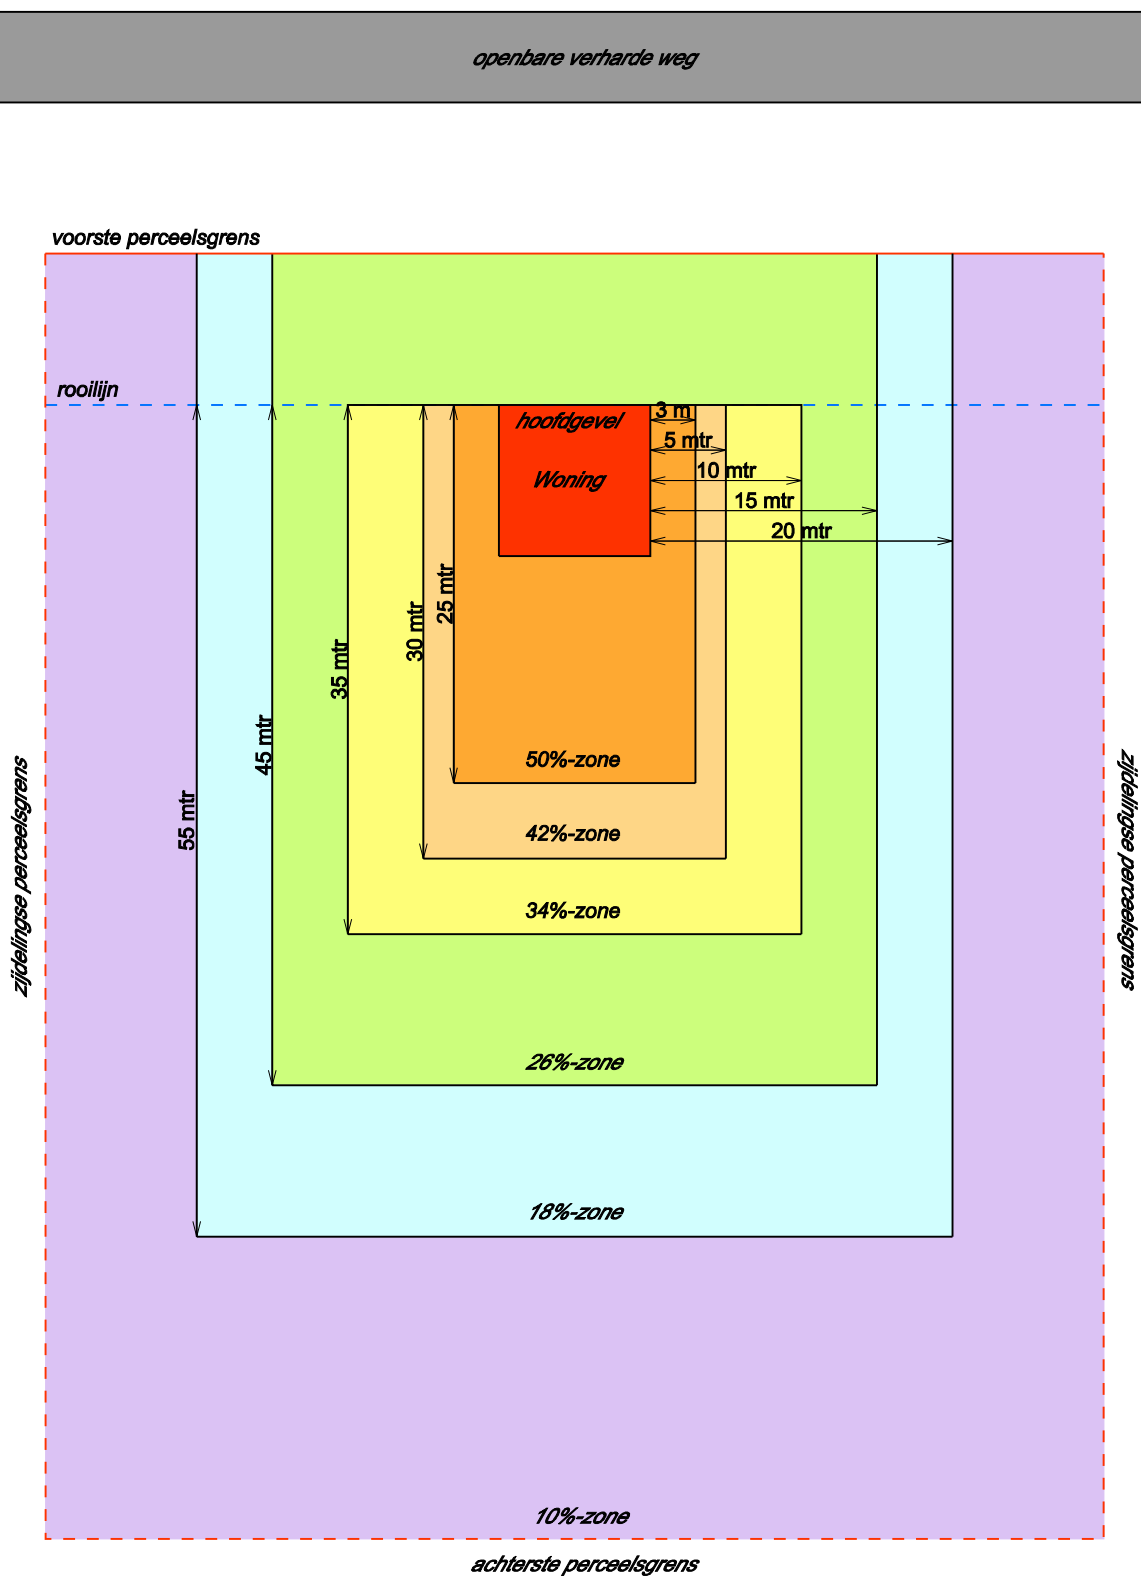 openbare verharde weg
voorste perceelsgrens
rooilijn
hoofdgevel
3 m
5 mtr
Woning
10 mtr
15 mtr
20 mtr
25 mtr
30 mtr
35 mtr
45 mtr
55 mtr
zijdelingse perceelsgrens
zijdelingse perceelsgrens
50%-zone
42%-zone
34%-zone
26%-zone
18%-zone
10%-zone
achterste perceelsgrens